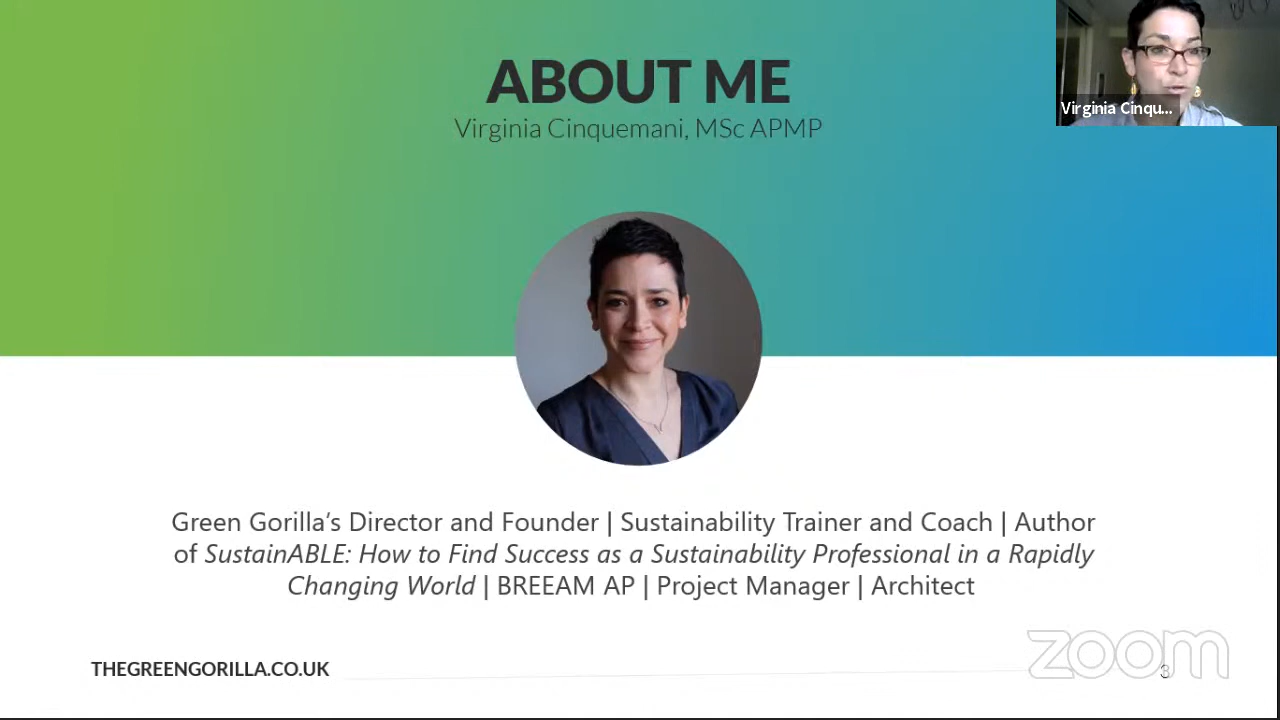 ABOUT ME
Virginia Cinquemani, MSc APMP
Virginia Cinqu...
Green Gorilla's Director and Founder | Sustainability Trainer and Coach | Author
of SustainABLE: How to Find Success as a Sustainability Professional in a Rapidly
Changing World | BREEAM AP | Project Manager | Architect
THEGREENGORILLA.CO.UK
zoom
3